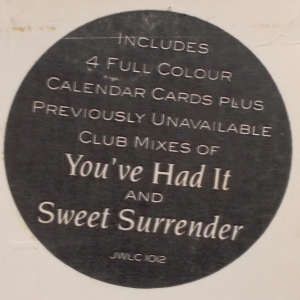 INCLUDES
4 FULL COLOUR
CALENDAR CARDS PLUS
PREVIOUSLY UNAVAILABLE
CLUB MIXES OF
You've Had It
AND
Sweet Surrender
JWLC 1012